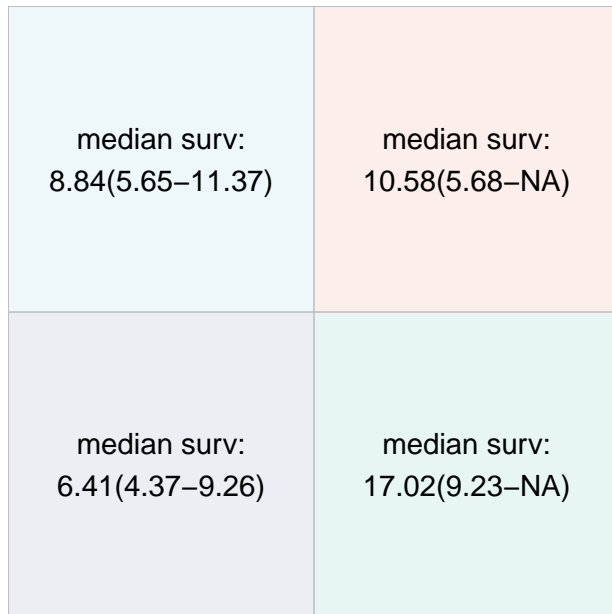 median surv:
8.84(5.65−11.37)
median surv:
10.58(5.68−NA)
median surv:
6.41(4.37−9.26)
median surv:
17.02(9.23−NA)